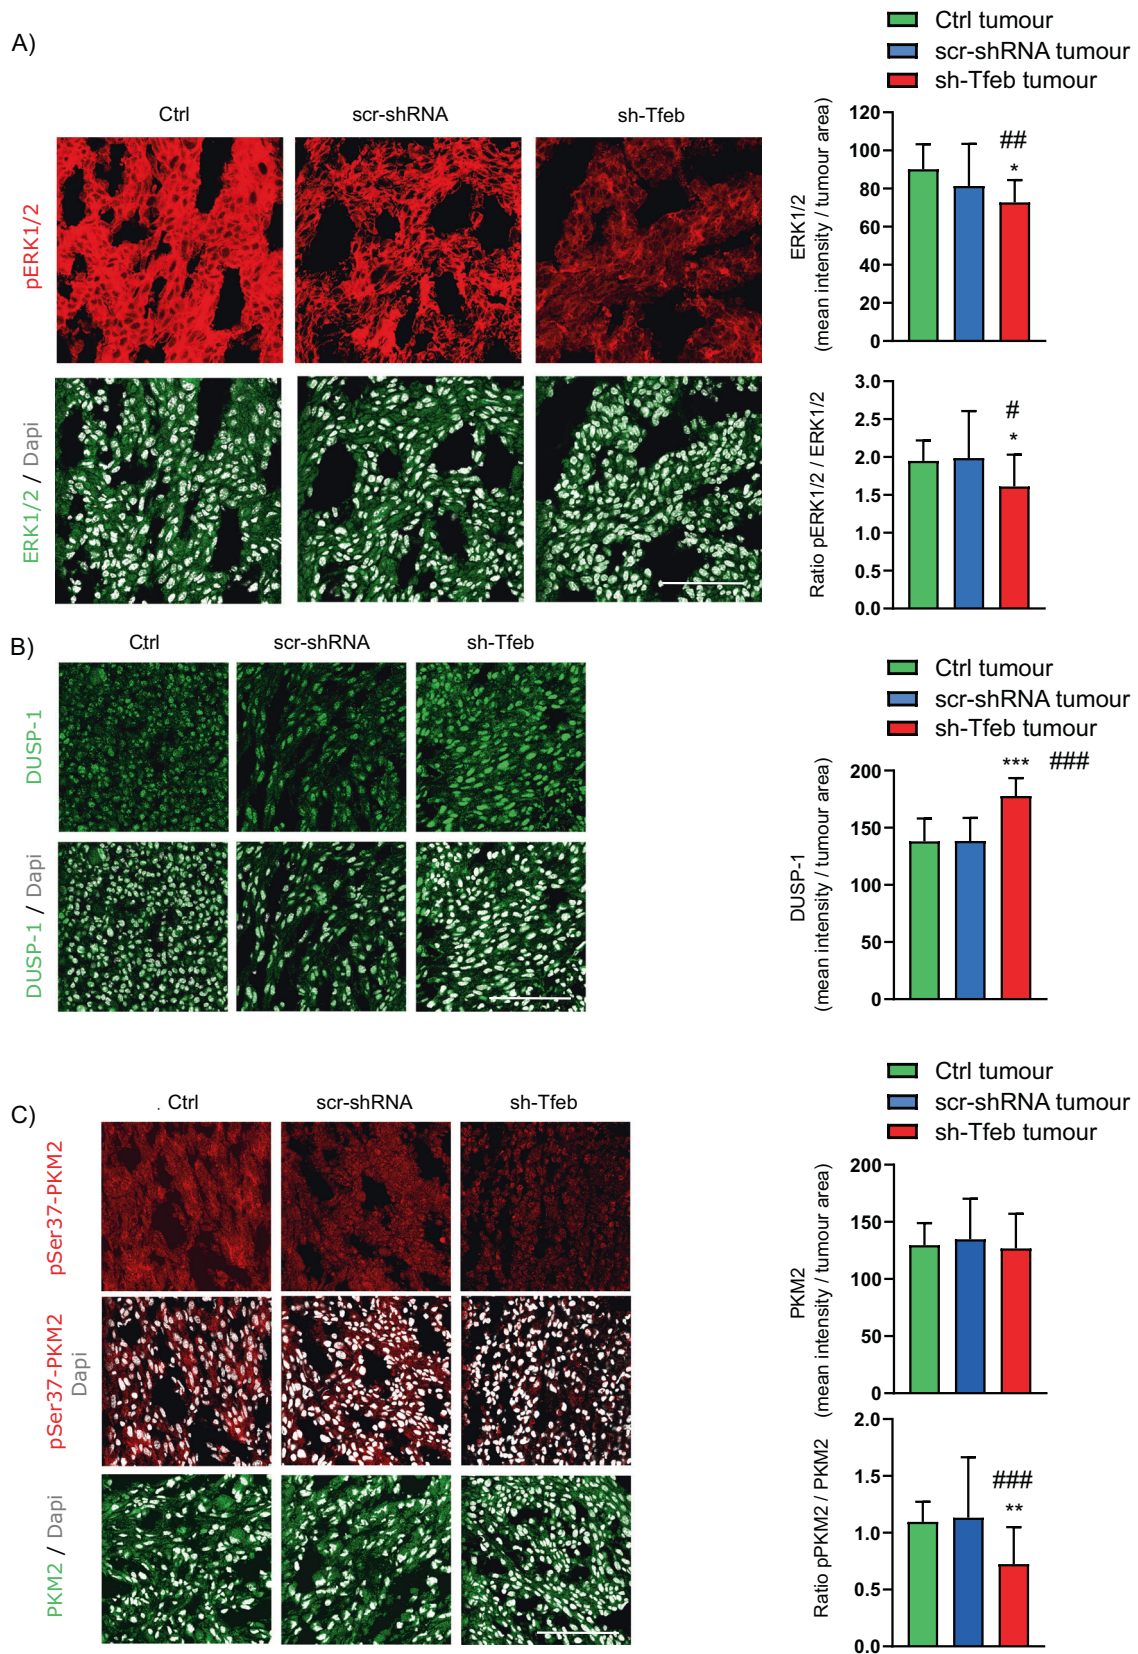 A)
Ctrl
scr-shRNA
sh-Tfeb
pERK1/2
ERK1/2 / Dapi
Ctrl tumour
scr-shRNA tumour
sh-Tfeb tumour
ERK1/2
(mean intensity / tumour area)
120
100
80
60
40
20
0
##
*
Ratio pERK1/2 / ERK1/2
3.0
2.5
2.0
1.5
1.0
0.5
0.0
#
*
B)
Ctrl
scr-shRNA
sh-Tfeb
DUSP-1
DUSP-1 / Dapi
Ctrl tumour
scr-shRNA tumour
sh-Tfeb tumour
DUSP-1
(mean intensity / tumour area)
200
150
100
50
0
*** ###
C)
. Ctrl
scr-shRNA
sh-Tfeb
pSer37-PKM2
pSer37-PKM2
Dapi
PKM2 / Dapi
Ctrl tumour
scr-shRNA tumour
sh-Tfeb tumour
PKM2
(mean intensity / tumour area)
200
150
100
50
0
Ratio pPKM2 / PKM2
2.0
1.5
1.0
0.5
0.0
###
**